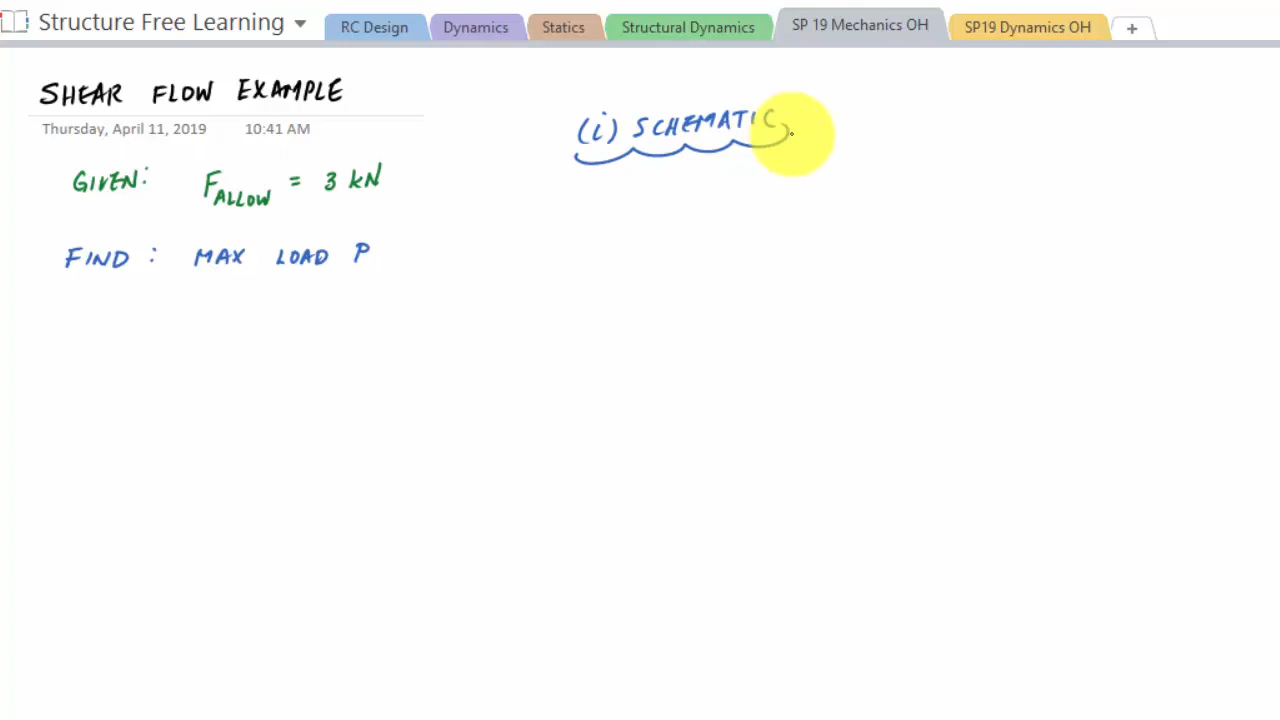 Structure Free Learning
RC Design
Dynamics
Statics
Structural Dynamics
SP 19 Mechanics OH
SP19 Dynamics OH
+
SHEAR FLOW EXAMPLE
Thursday, April 11, 2019 10:41 AM
GIVEN: F ALLOW = 3 kN
FIND: MAX LOAD P
(i) SCHEMATIC